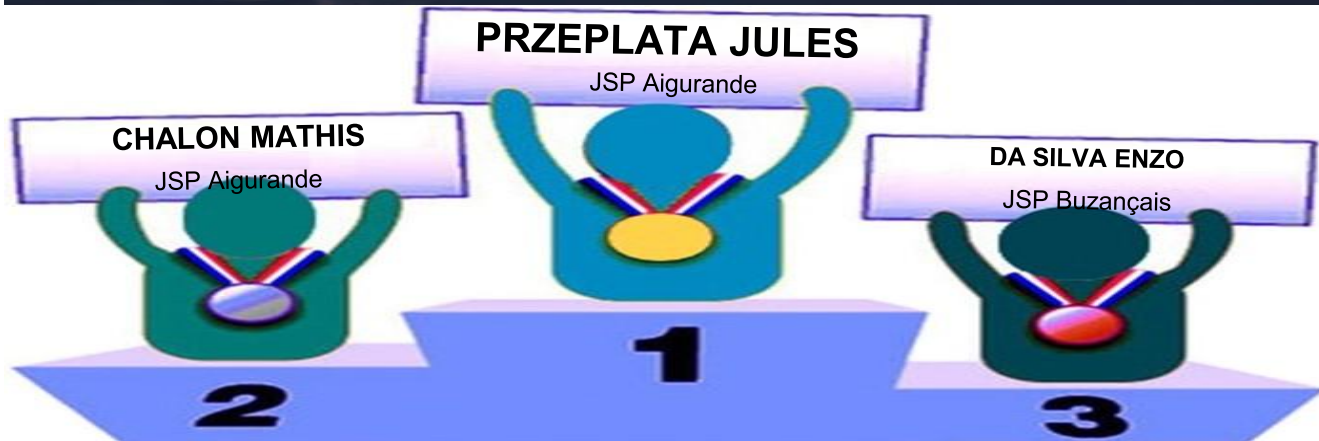 PRZEPLATA JULES
JSP Aigurande
CHALON MATHIS
JSP Aigurande
DA SILVA ENZO
JSP Buzançais
1
2
3